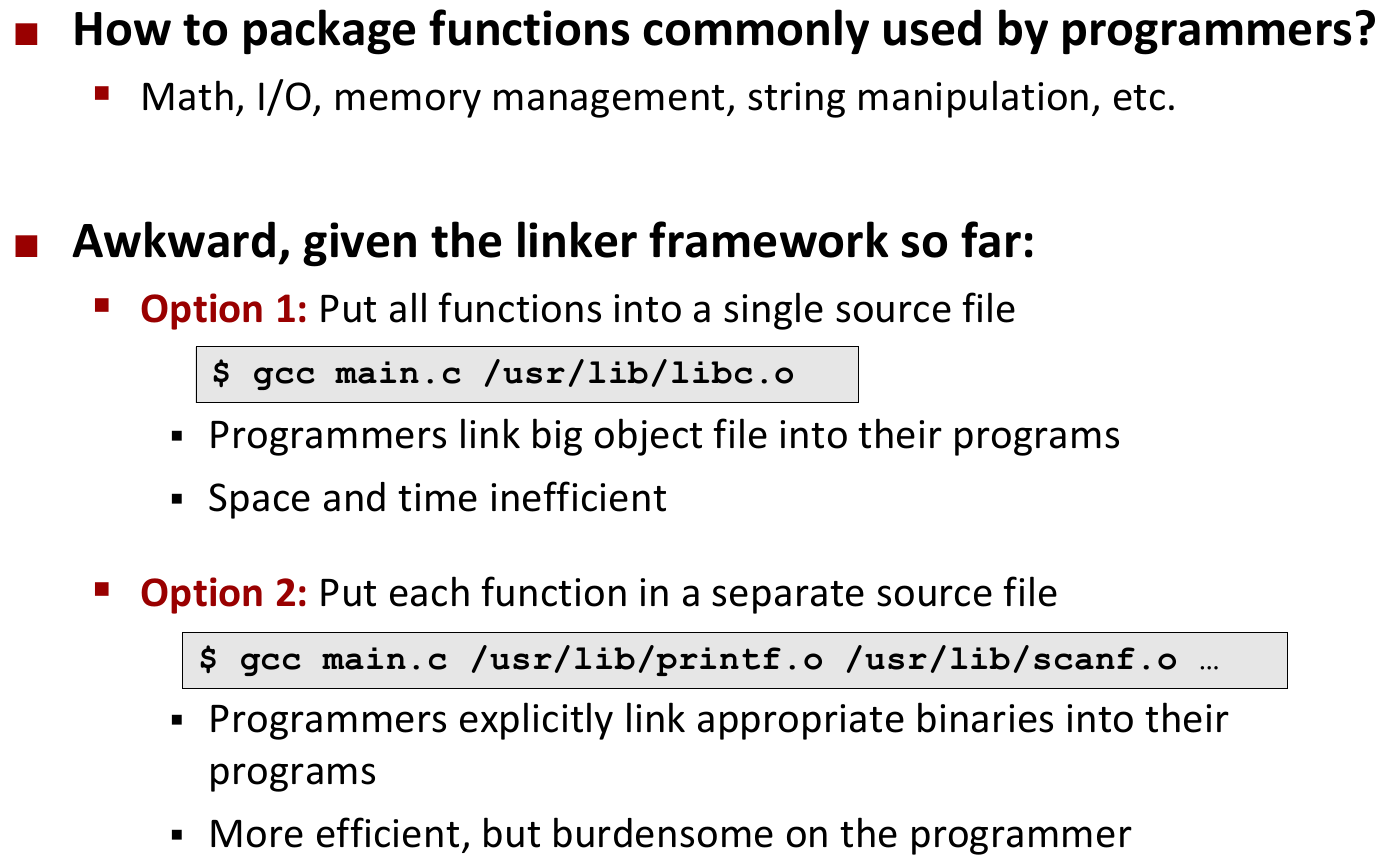 How to package functions commonly used by programmers?
Math, I/O, memory management, string manipulation, etc.
Awkward, given the linker framework so far:
Option 1: Put all functions into a single source file
$ gcc main.c /usr/lib/libc.o
Programmers link big object file into their programs
Space and time inefficient
Option 2: Put each function in a separate source file
$ gcc main.c /usr/lib/printf.o /usr/lib/scanf.o …
Programmers explicitly link appropriate binaries into their
programs
More efficient, but burdensome on the programmer